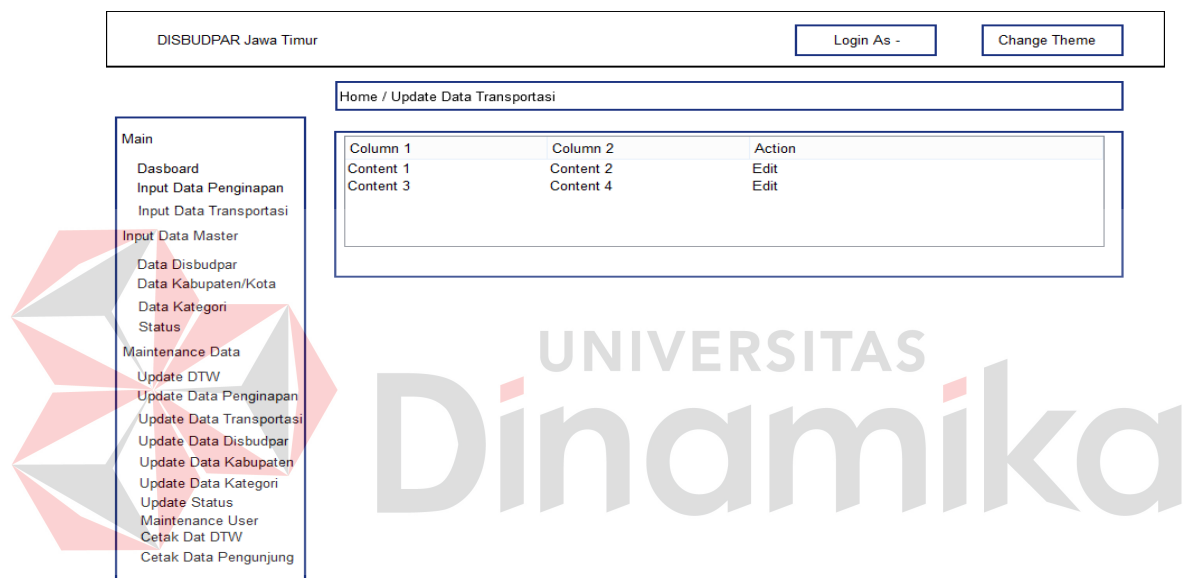 DISBUDPAR Jawa Timur
Login As -
Change Theme
Home / Update Data Transportasi
Main
Dasboard
Input Data Penginapan
Input Data Transportasi
Input Data Master
Data Disbudpar
Data Kabupaten/Kota
Data Kategori
Status
Maintenance Data
Update DTW
Update Data Penginapan
Update Data Transportasi
Update Data Disbudpar
Update Data Kabupaten
Update Data Kategori
Update Status
Maintenance User
Cetak Dat DTW
Cetak Data Pengunjung
Column 1 Column 2 Action
Content 1 Content 2 Edit
Content 3 Content 4 Edit
UNIVERSITAS
Dinamika